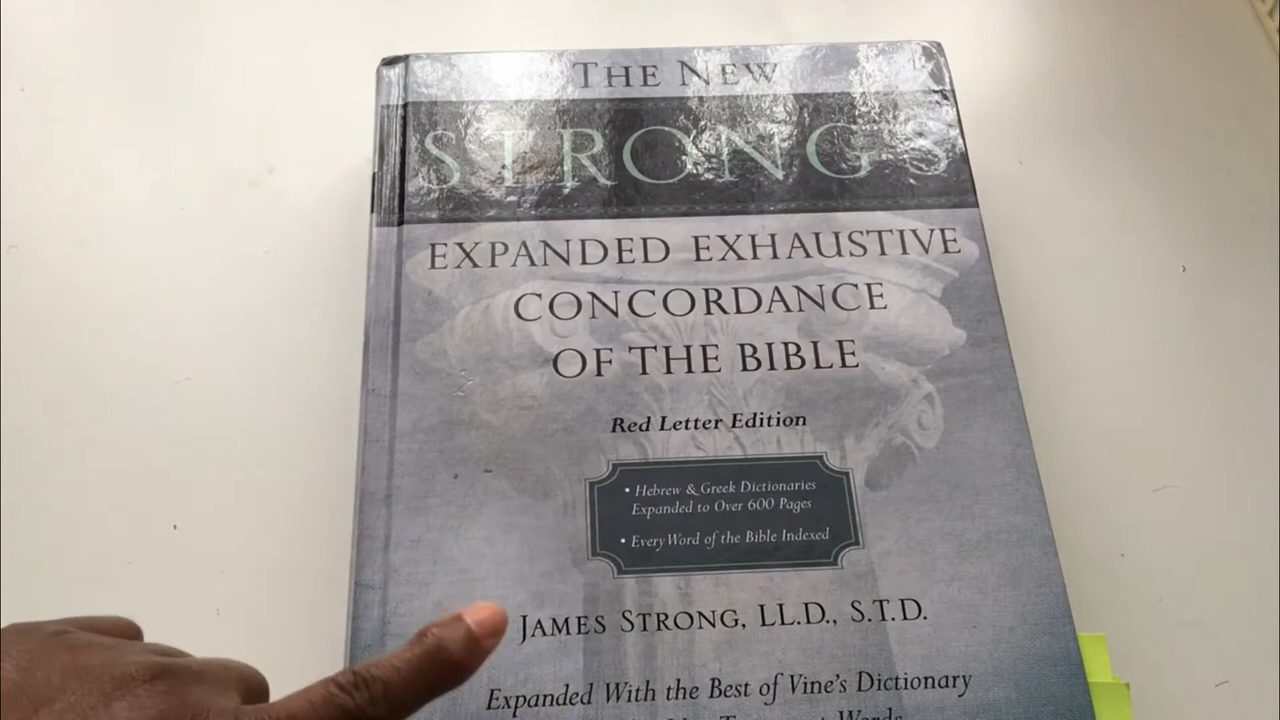 THE NEW
STRONG'S
EXPANDED EXHAUSTIVE
CONCORDANCE
OF THE BIBLE
Red Letter Edition
• Hebrew & Greek Dictionaries
Expanded to Over 600 Pages
• Every Word of the Bible Indexed
JAMES STRONG, LL.D., S.T.D.
Expanded With the Best of Vine's Dictionary
Words